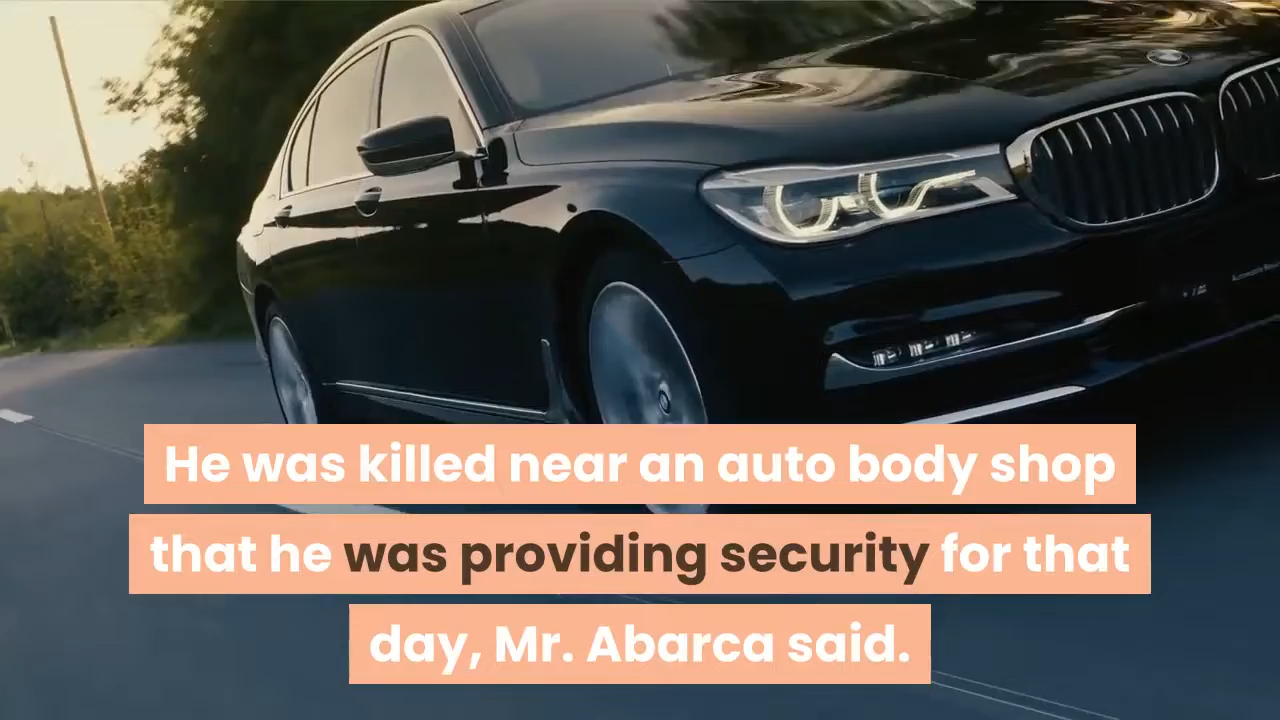 He was killed near an auto body shop
that he was providing security for that
day, Mr. Abarca said.